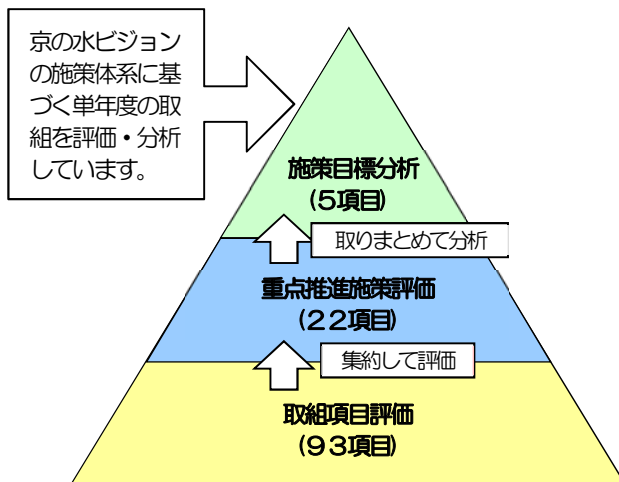 京の水ビジョン
の施策体系に基
づく単年度の取
組を評価・分析
しています。
施策目標分析
(5項目)
取りまとめて分析
重点推進施策評価
(22項目)
集約して評価
取組項目評価
(93項目)